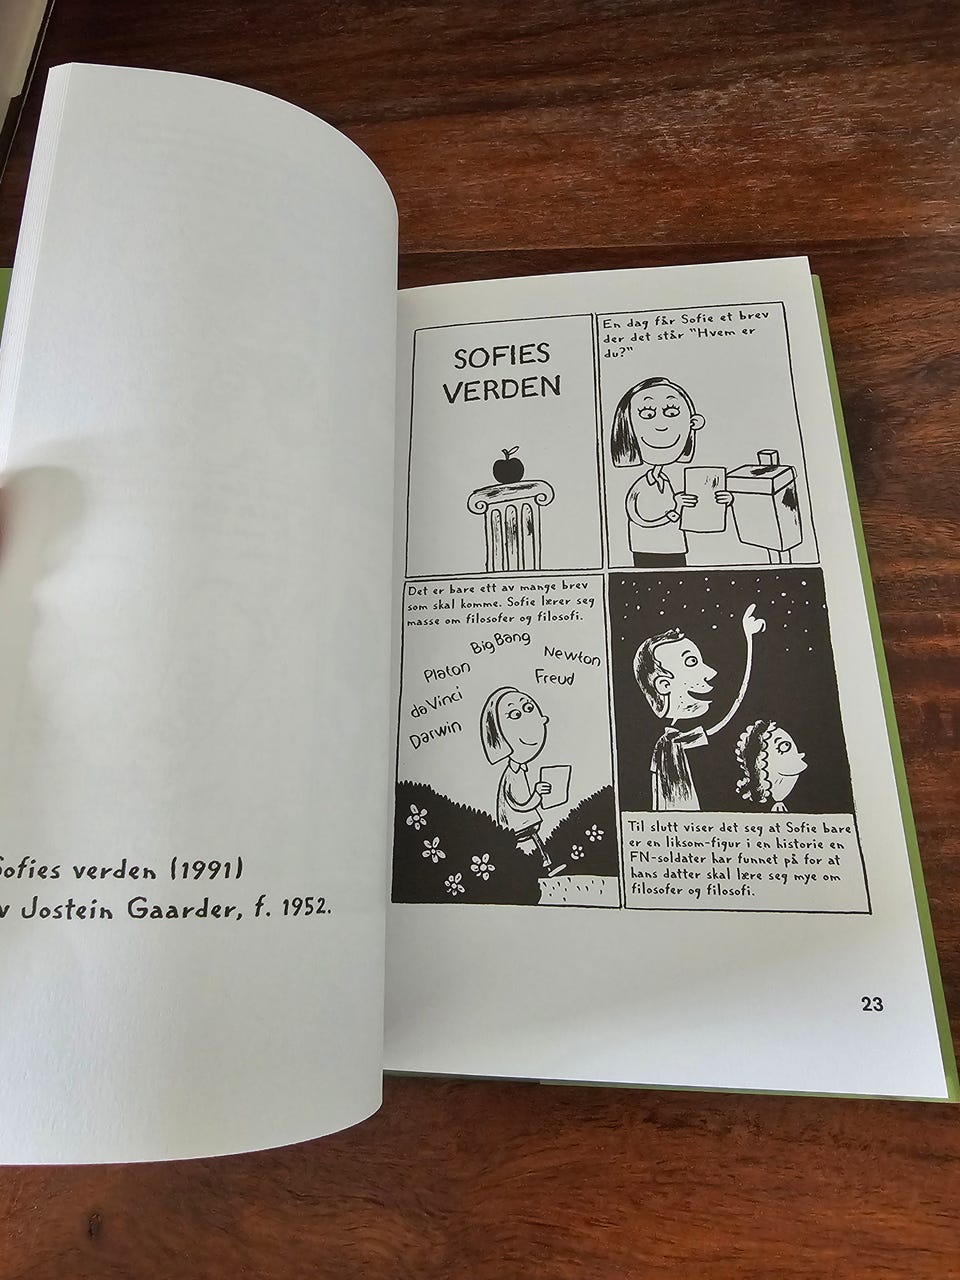 Sofies verden (1991)
v Jostein Gaarder, f. 1952.
SOFIES
VERDEN
En dag får Sofie et brev
der det står "Hvem er
du?"
Det er bare ett av mange brev
som skal komme. Sofie lærer seg
masse om filosofer og filosofi.
Big Bang
Newton
Platon
Freud
da Vinci
Darwin
Til slutt viser det seg at Sofie bare
er en liksom-figur i en historie en
FN-soldater har funnet på for at
hans datter skal lære seg mye om
filosofer og filosofi.
23